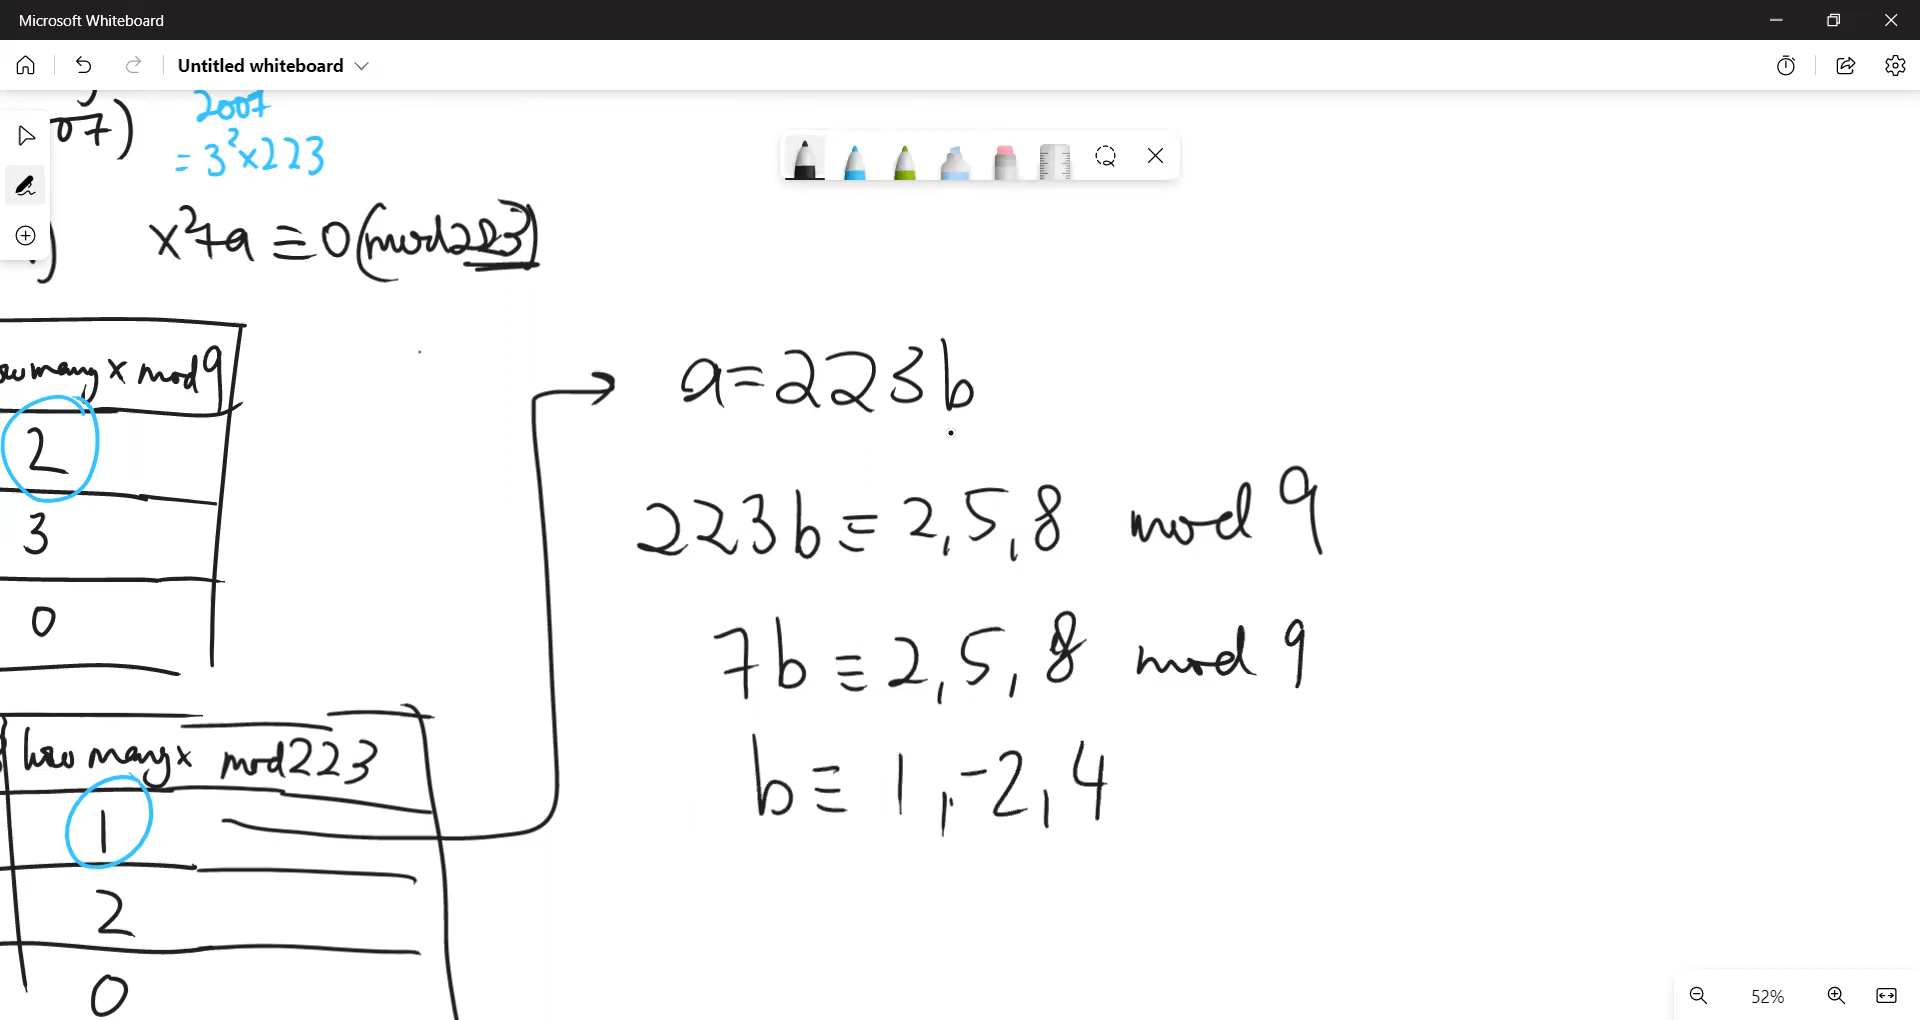 Microsoft Whiteboard
Untitled whiteboard
07)
2007
= 3²×223
x²+a ≡ 0 (mod 223)
many x mod 9
2
3
0
how many x mod 223
1
2
0
a=223b
223b ≡ 2,5,8 mod 9
7b ≡ 2,5,8 mod 9
b ≡ 1,-2,4
52%